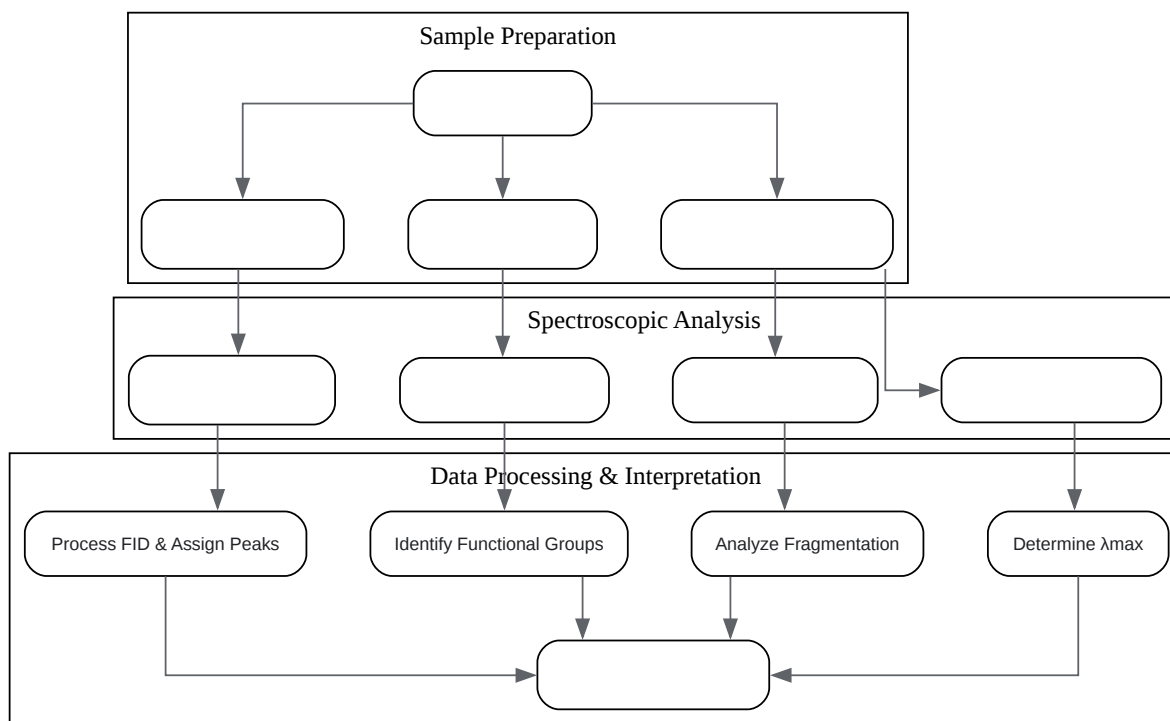 Sample Preparation
Spectroscopic Analysis
Data Processing & Interpretation
Process FID & Assign Peaks
Identify Functional Groups
Analyze Fragmentation
Determine λmax